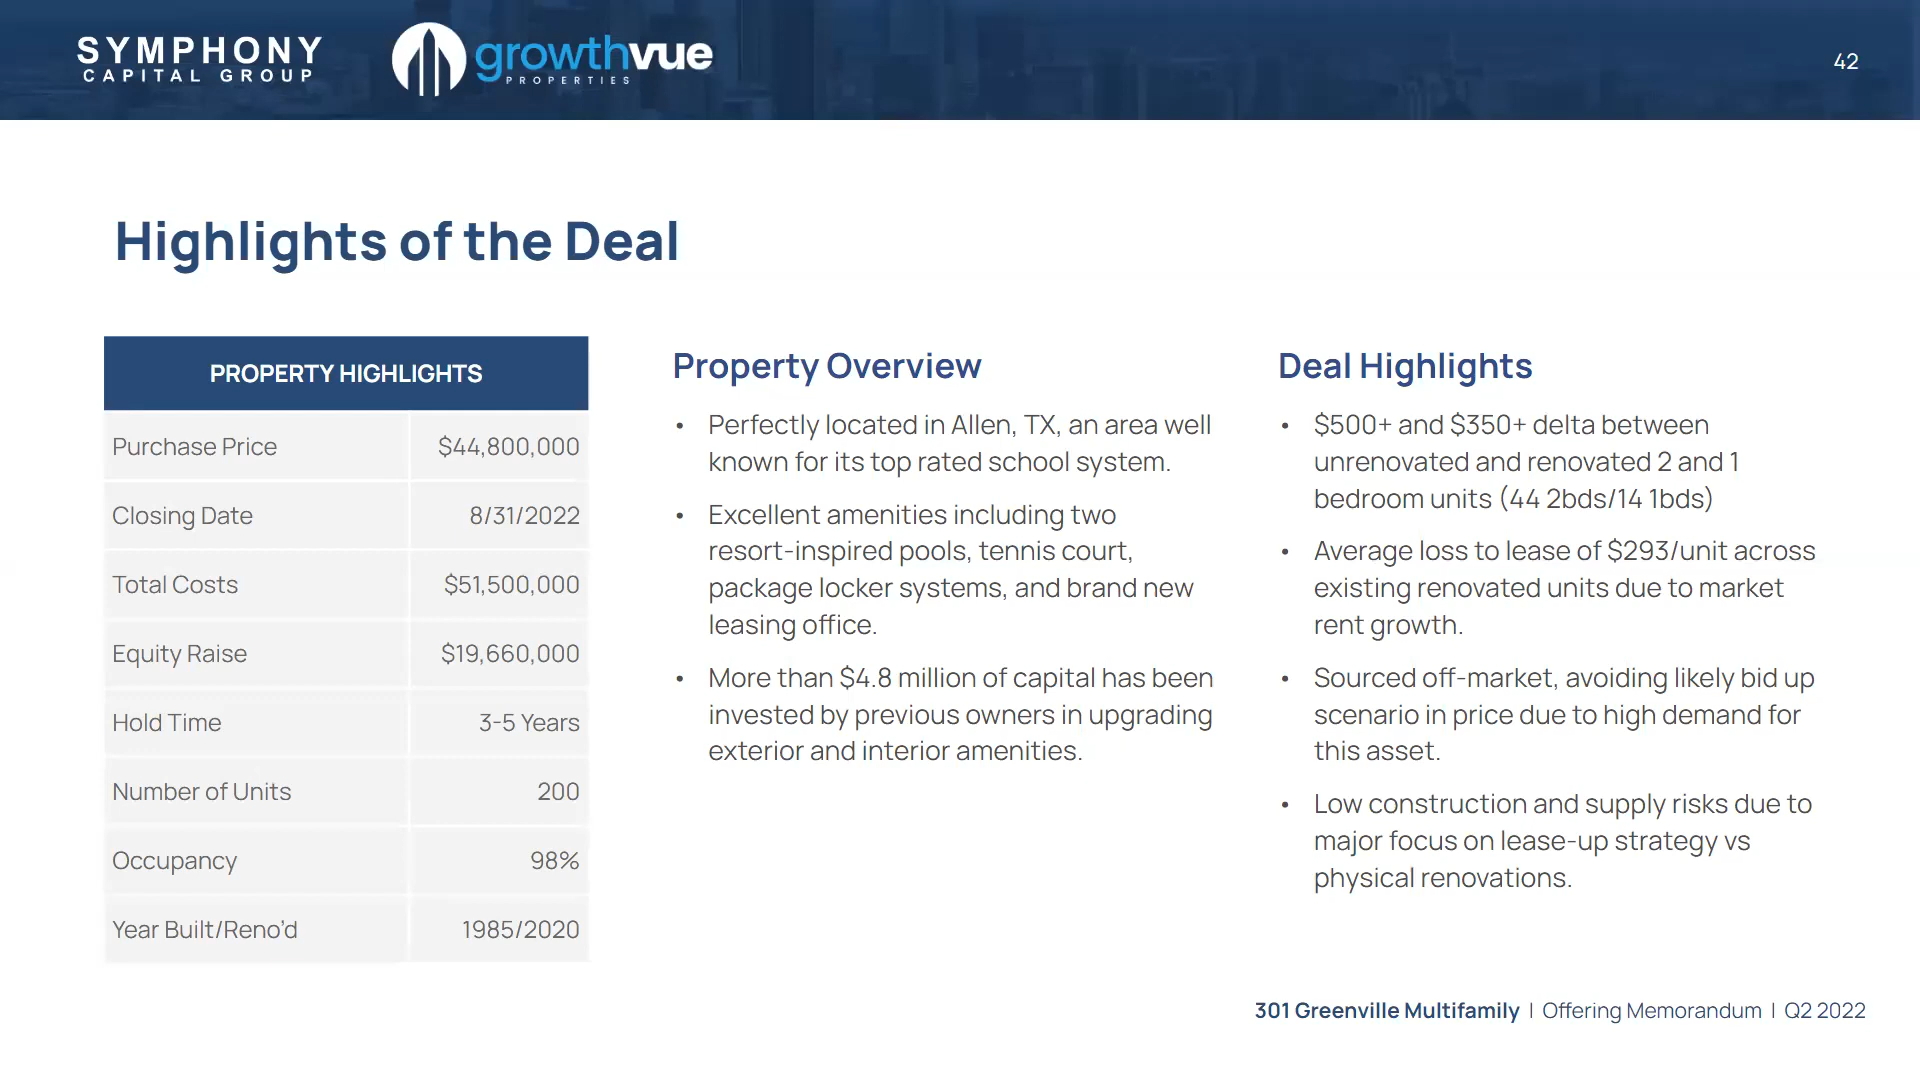 SYMPHONY
CAPITAL GROUP
growthvue
PROPERTIES
42
Highlights of the Deal
PROPERTY HIGHLIGHTS
Purchase Price $44,800,000
Closing Date 8/31/2022
Total Costs $51,500,000
Equity Raise $19,660,000
Hold Time 3-5 Years
Number of Units 200
Occupancy 98%
Year Built/Reno’d 1985/2020
Property Overview
• Perfectly located in Allen, TX, an area well
known for its top rated school system.
• Excellent amenities including two
resort-inspired pools, tennis court,
package locker systems, and brand new
leasing office.
• More than $4.8 million of capital has been
invested by previous owners in upgrading
exterior and interior amenities.
Deal Highlights
• $500+ and $350+ delta between
unrenovated and renovated 2 and 1
bedroom units (44 2bds/14 1bds)
• Average loss to lease of $293/unit across
existing renovated units due to market
rent growth.
• Sourced off-market, avoiding likely bid up
scenario in price due to high demand for
this asset.
• Low construction and supply risks due to
major focus on lease-up strategy vs
physical renovations.
301 Greenville Multifamily | Offering Memorandum | Q2 2022